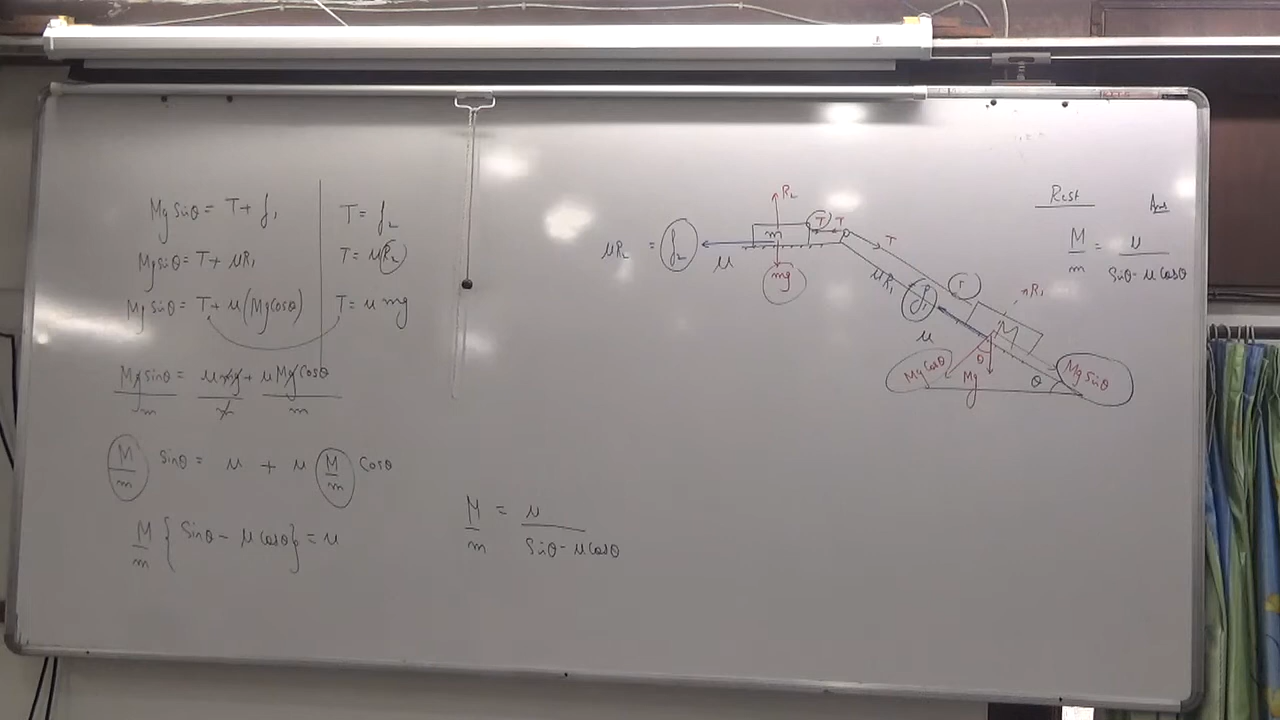 Mg Sinθ = T + f₁
Mg Sinθ = T + μR₁
Mg Sinθ = T + μ(Mg Cosθ)
T = f₂
T = μR₂
T = μ mg
Mg Sinθ = μ mg + μ Mg Cosθ
m m m
M/m Sinθ = μ + μ M/m Cosθ
M/m { Sinθ - μ Cosθ } = μ
M/m = μ/(Sinθ - μ Cosθ)
R₂
m T T T
μR₂ = f₂
μ
mg
μR₁ T
f₁ R₁
μ M
Mg Cosθ θ Mg θ Mg Sinθ
Rest Ans
M/m = μ/(Sinθ - μ Cosθ)